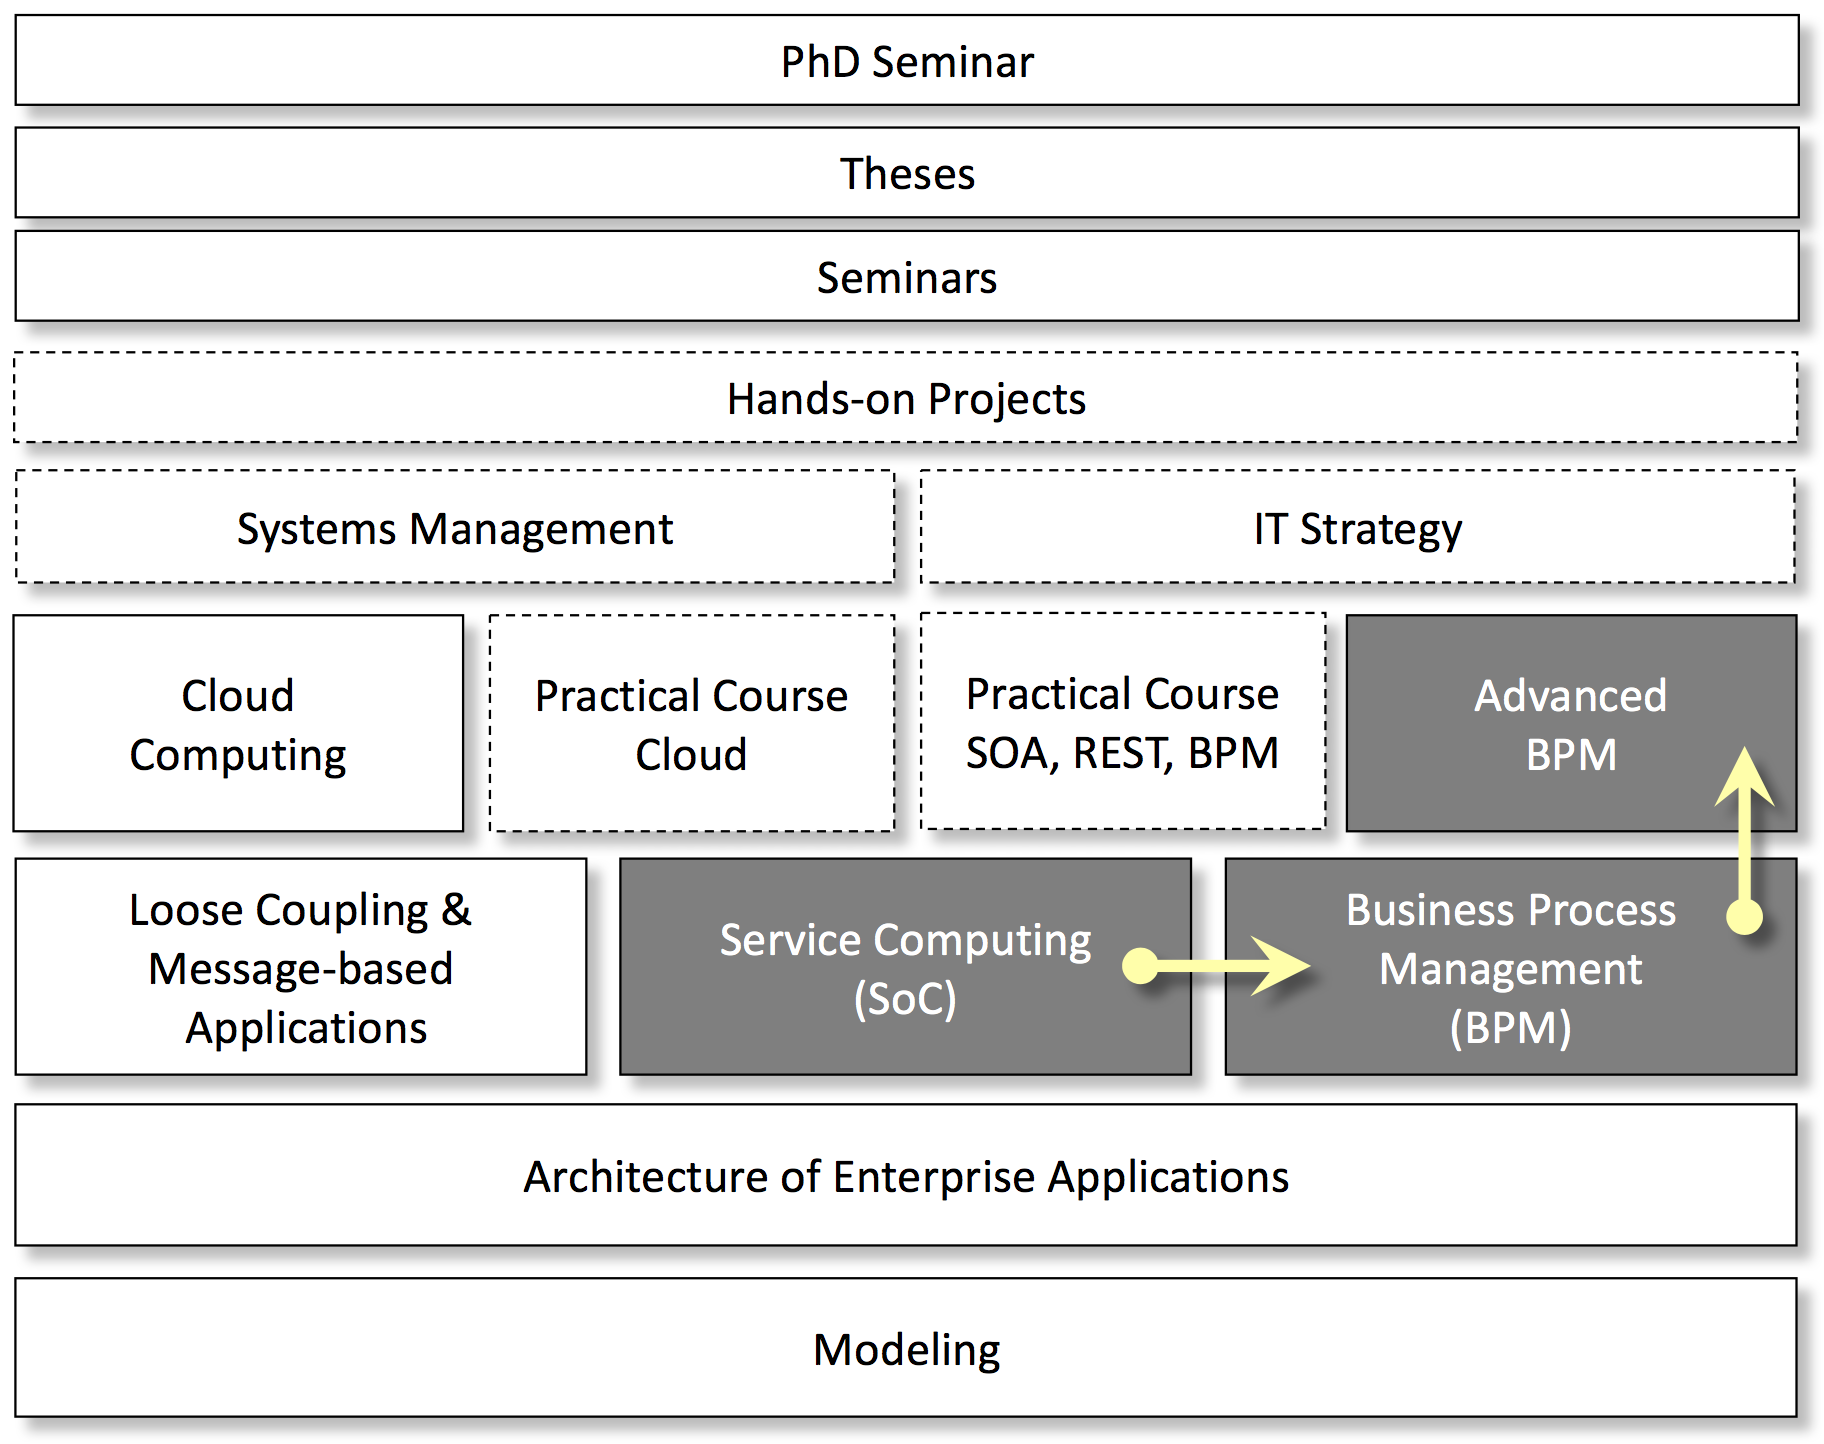 PhD Seminar
Theses
Seminars
Hands-on Projects
Systems Management
IT Strategy
Cloud
Computing
Practical Course
Cloud
Practical Course
SOA, REST, BPM
Advanced
BPM
Loose Coupling &
Message-based
Applications
Service Computing
(SoC)
Business Process
Management
(BPM)
Architecture of Enterprise Applications
Modeling